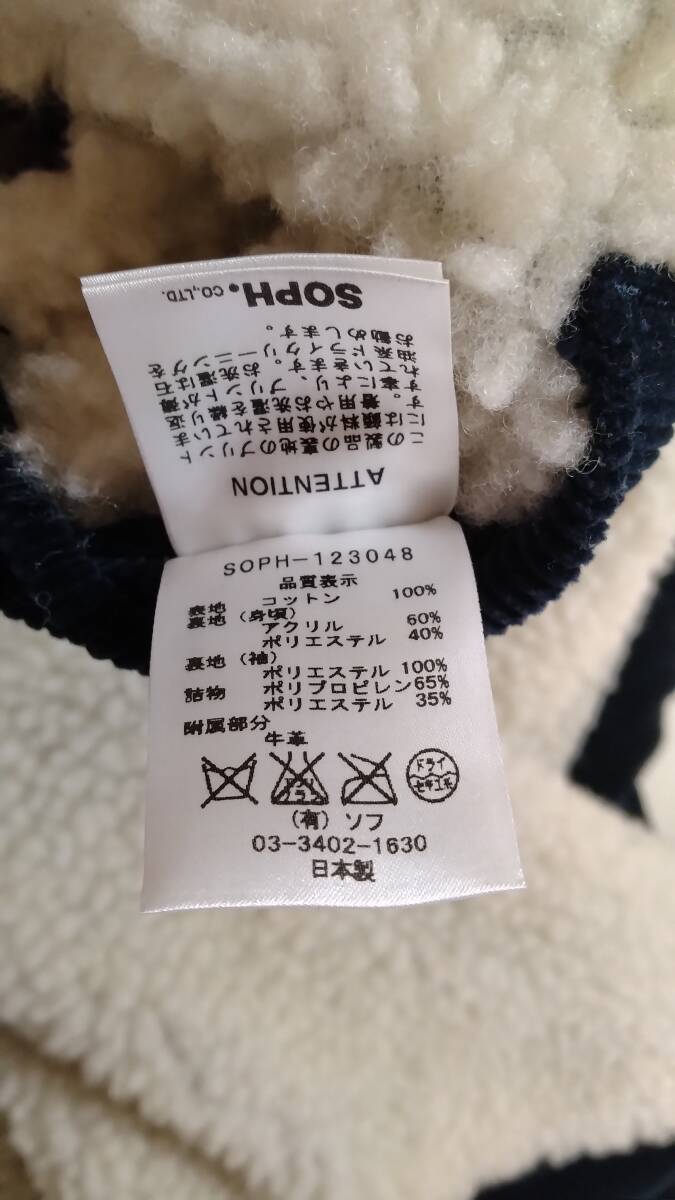 SOPH. CO.,LTD.
ATTENTION
この製品の裏地のプリント
には顔料が使用されていま
す。着用やお洗濯を繰り返
す事により、プリントが薄
れていきます。お洗濯は石
油系ドライクリーニングを
お勧めします。
SOPH-123048
品質表示
表地 コットン 100%
裏地 (身頃)
アクリル 60%
ポリエステル 40%
裏地 (袖)
ポリエステル 100%
詰物 ポリプロピレン 65%
ポリエステル 35%
附属部分
牛革
ドライ
セキユ系
(有) ソフ
03-3402-1630
日本製